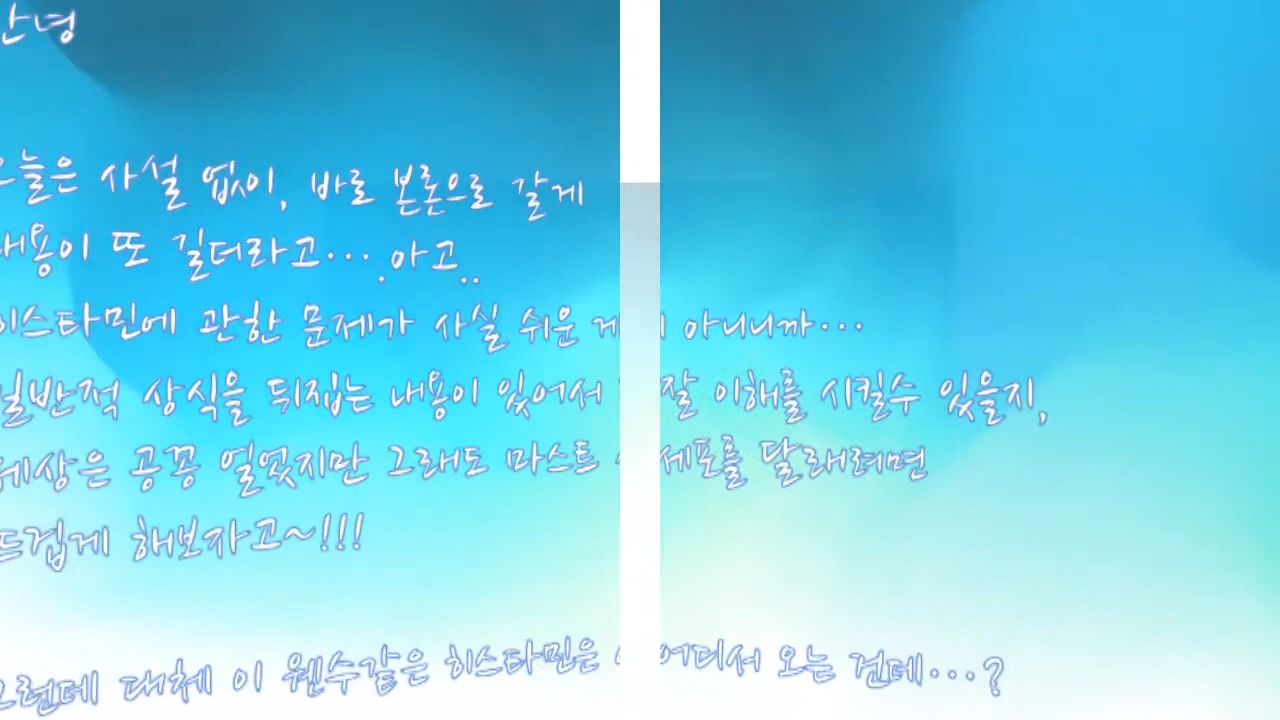 안녕
오늘은 사설 없이, 바로 본론으로 갈게
내용이 또 길더라고....아고..
히스타민에 관한 문제가 사실 쉬운 게 아니니까...
일반적 상식을 뒤집는 내용이 있어서 잘 이해를 시킬수 있을지,
세상은 공꽁 얼었지만 그래도 마스트 세포를 달래려면
뜨겁게 해보자고~!!!
그런데 대체 이 웬수같은 히스타민은 어디서 오는 건데...?